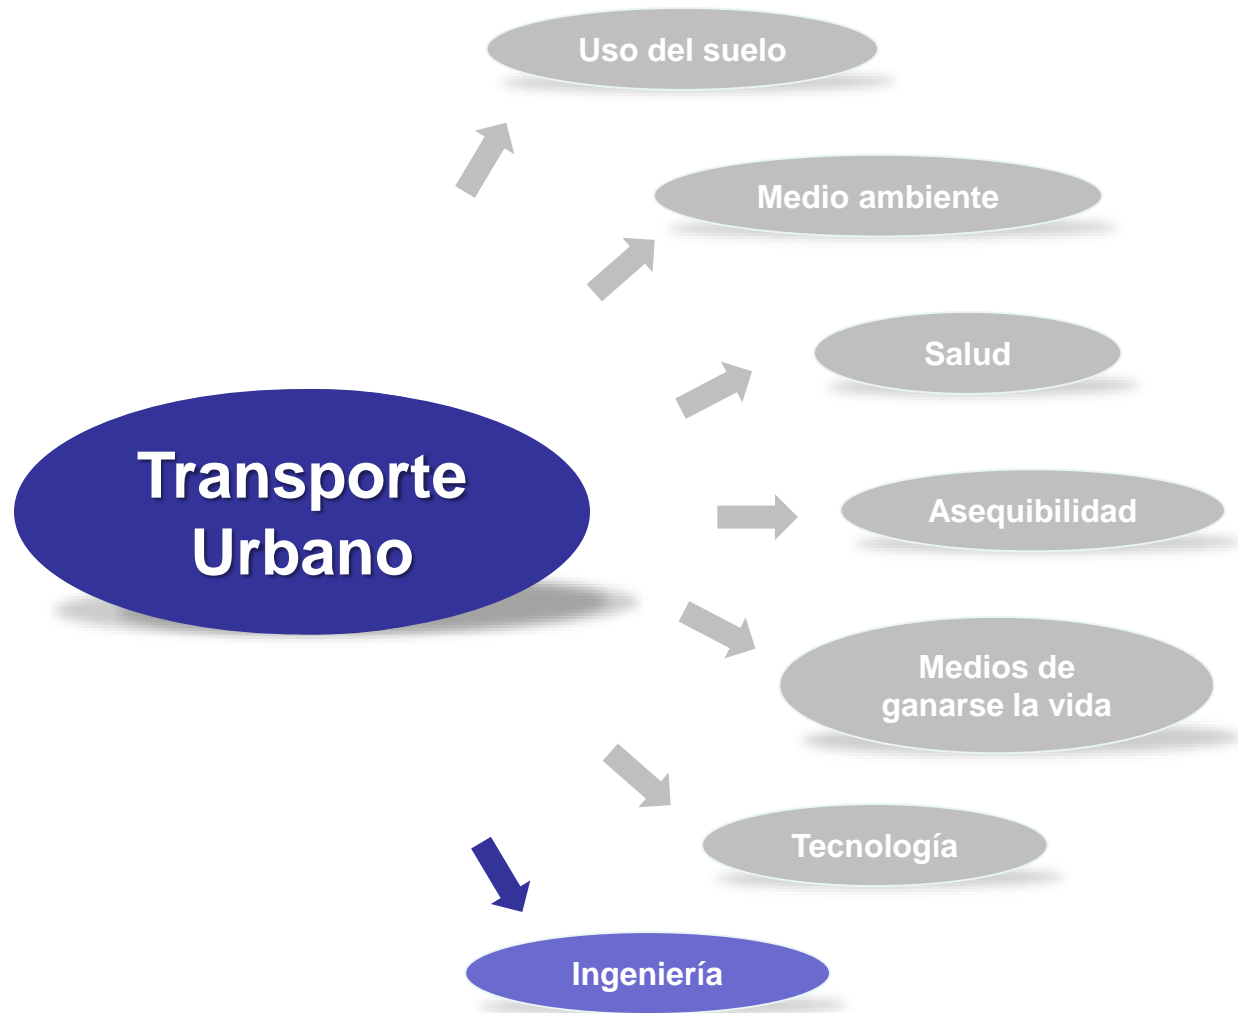 Uso del suelo
Medio ambiente
Salud
Transporte
Urbano
Asequibilidad
Medios de
ganarse la vida
Tecnología
Ingeniería